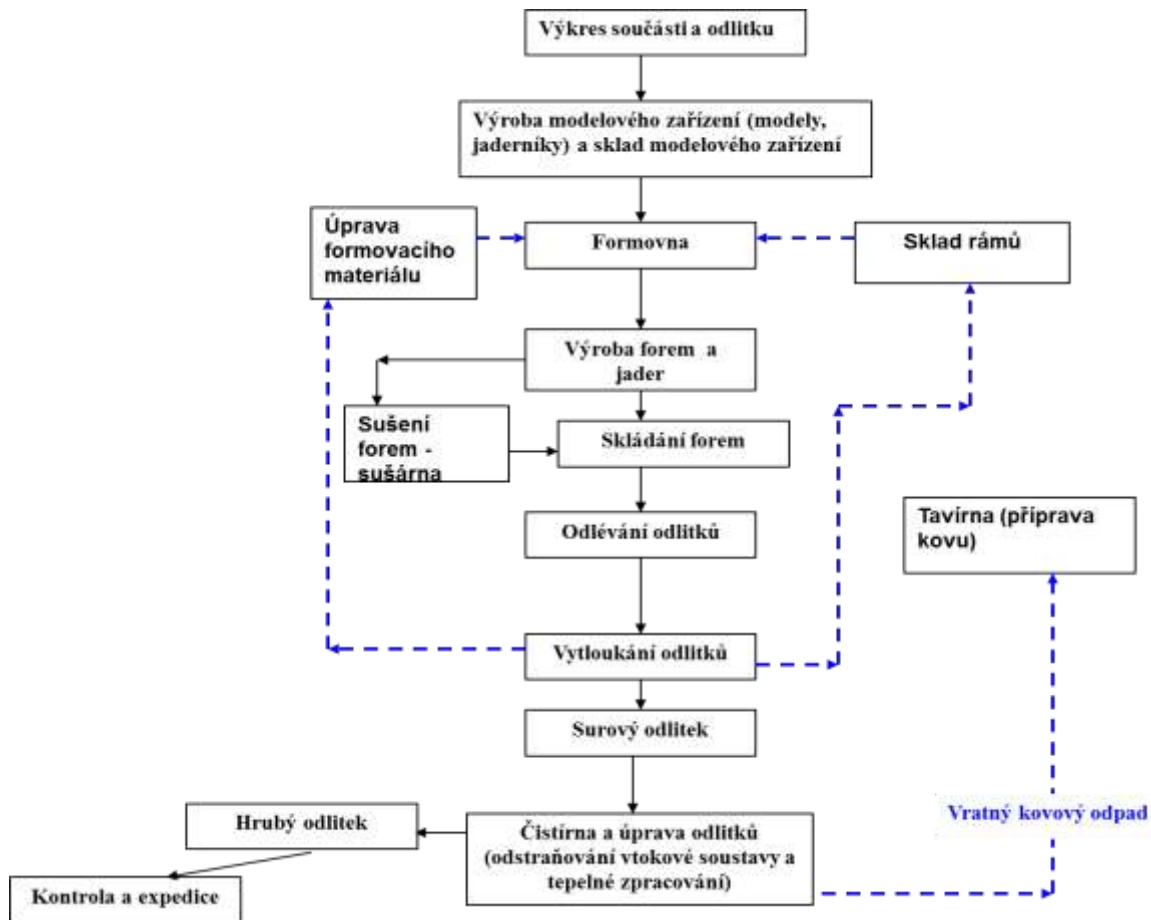 Výkres součásti a odlitku
Výroba modelového zařízení (modely,
jaderníky) a sklad modelového zařízení
Úprava
formovacího
materiálu
Formovna
Sklad rámů
Výroba forem a
jader
Sušení
forem -
sušárna
Skládání forem
Odlévání odlitků
Tavírna (příprava
kovu)
Vytloukání odlitků
Surový odlitek
Hrubý odlitek
Čistírna a úprava odlitků
(odstraňování vtokové soustavy a
tepelné zpracování)
Vratný kovový odpad
Kontrola a expedice